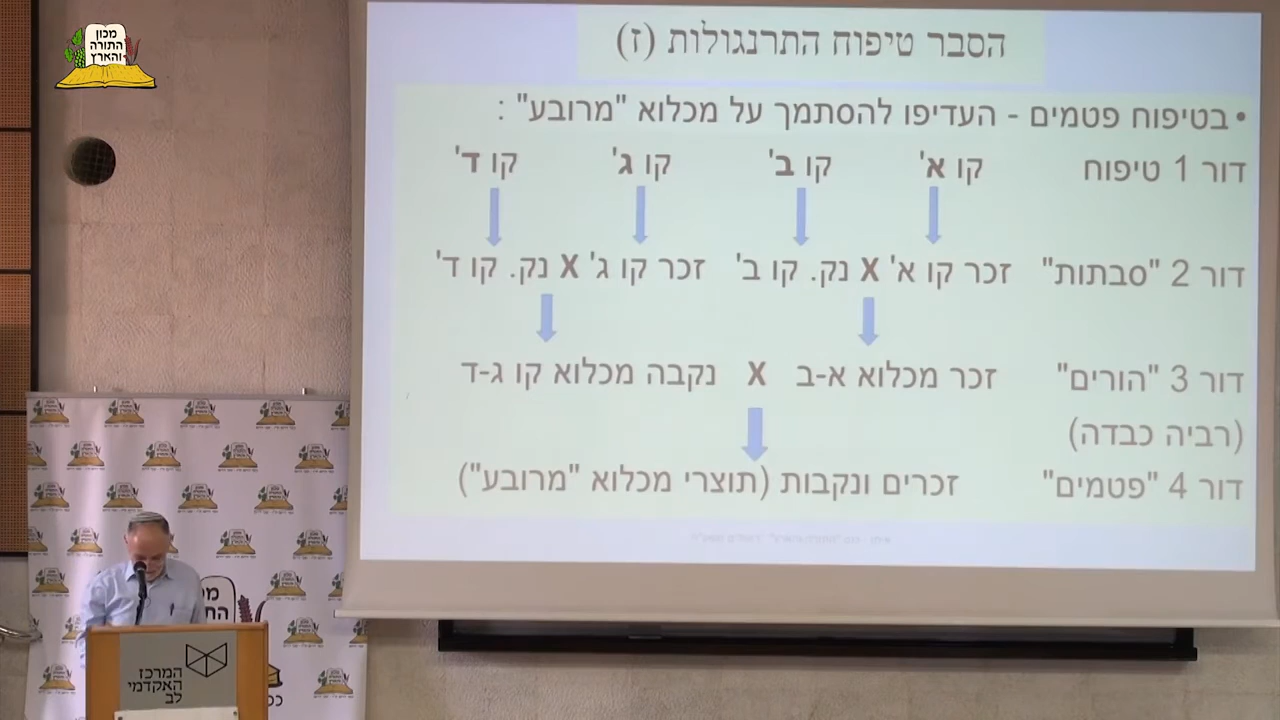 מכון
התורה
והארץ
הסבר טיפוח התרנגולות (ז)
• בטיפוח פטמים - העדיפו להסתמך על מכלוא "מרובע" :
דור 1 טיפוח קו א' קו ב' קו ג' קו ד'
דור 2 "סבתות" זכר קו א' X נק. קו ב' זכר קו ג' X נק. קו ד'
דור 3 "הורים" זכר מכלוא א-ב X נקבה מכלוא קו ג-ד
(רביה כבדה)
דור 4 "פטמים" זכרים ונקבות (תוצרי מכלוא "מרובע")
המרכז
האקדמי
לב